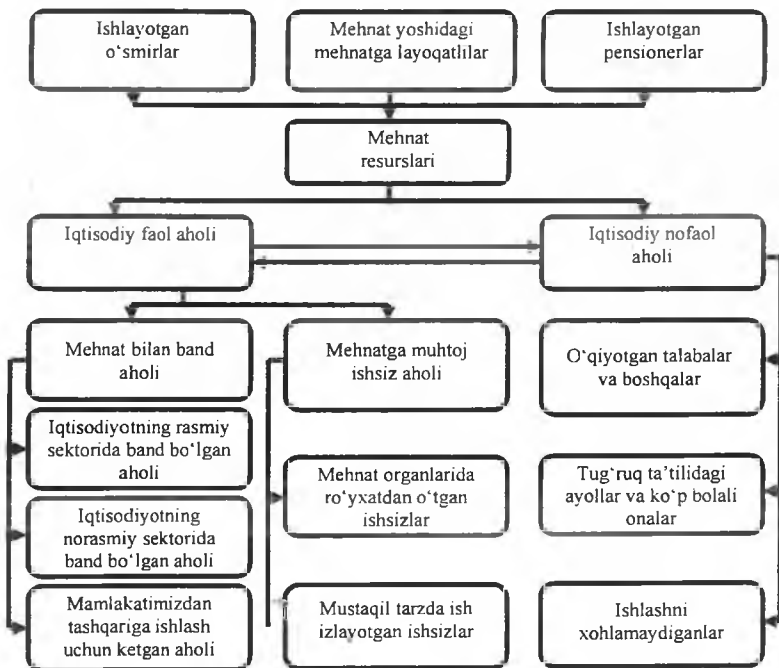 Ishlayotgan
o‘smirlar
Mehnat yoshidagi
mehnatga layoqatlilar
Ishlayotgan
pensionerlar
Mehnat
resurslari
Iqtisodiy faol aholi
Iqtisodiy nofaol
aholi
Mehnat bilan band
aholi
Mehnatga muhtoj
ishsiz aholi
O‘qiyotgan talabalar
va boshqalar
Iqtisodiyotning rasmiy
sektorida band bo‘lgan
aholi
Mehnat organlarida
ro‘yxatdan o‘tgan
ishsizlar
Tug‘ruq ta’tilidagi
ayollar va ko‘p bolali
onalar
Iqtisodiyotning
norasmiy sektorida
band bo‘lgan aholi
Mamlakatimizdan
tashqariga ishlash
uchun ketgan aholi
Mustaqil tarzda ish
izlayotgan ishsizlar
Ishlashni
xohlamaydiganlar